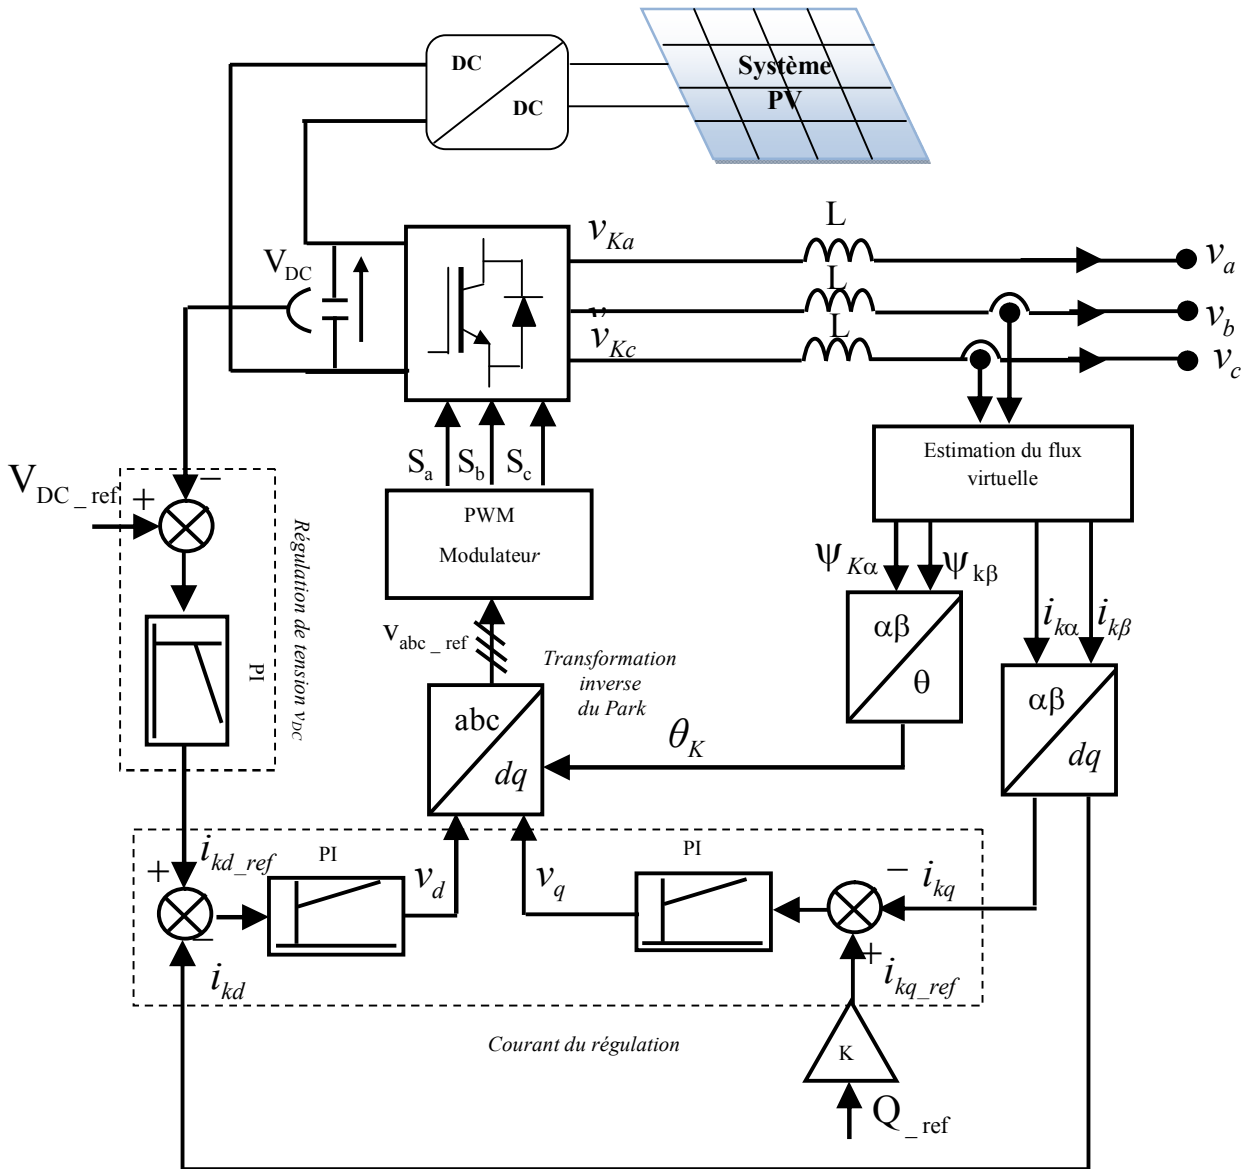 DC
DC
Système
PV
L
v_Ka
v_a
V_DC
L
v_b
v_Kc
L
v_c
S_a S_b S_c
Estimation du flux
virtuelle
V_DC_ref
+
−
PWM
Modulateur
Régulation de tension v_DC
PI
ψ_Kα
ψ_kβ
i_kα
i_kβ
αβ
θ
v_abc_ref
Transformation
inverse
du Park
αβ
dq
abc
dq
θ_K
+
i_kd_ref
PI
v_d
v_q
PI
−
i_kq
−
i_kd
+
i_kq_ref
Courant du régulation
K
Q_ref